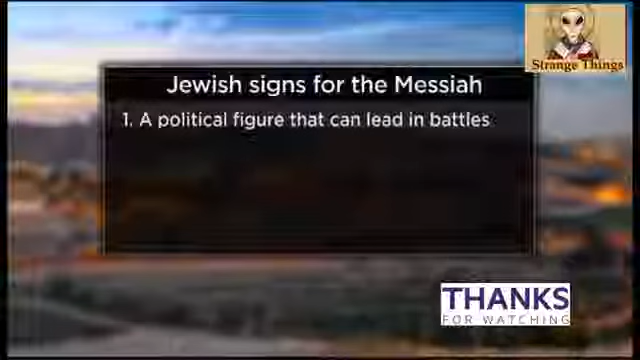 Strange Things
Jewish signs for the Messiah
1. A political figure that can lead in battles
THANKS
FOR WATCHING